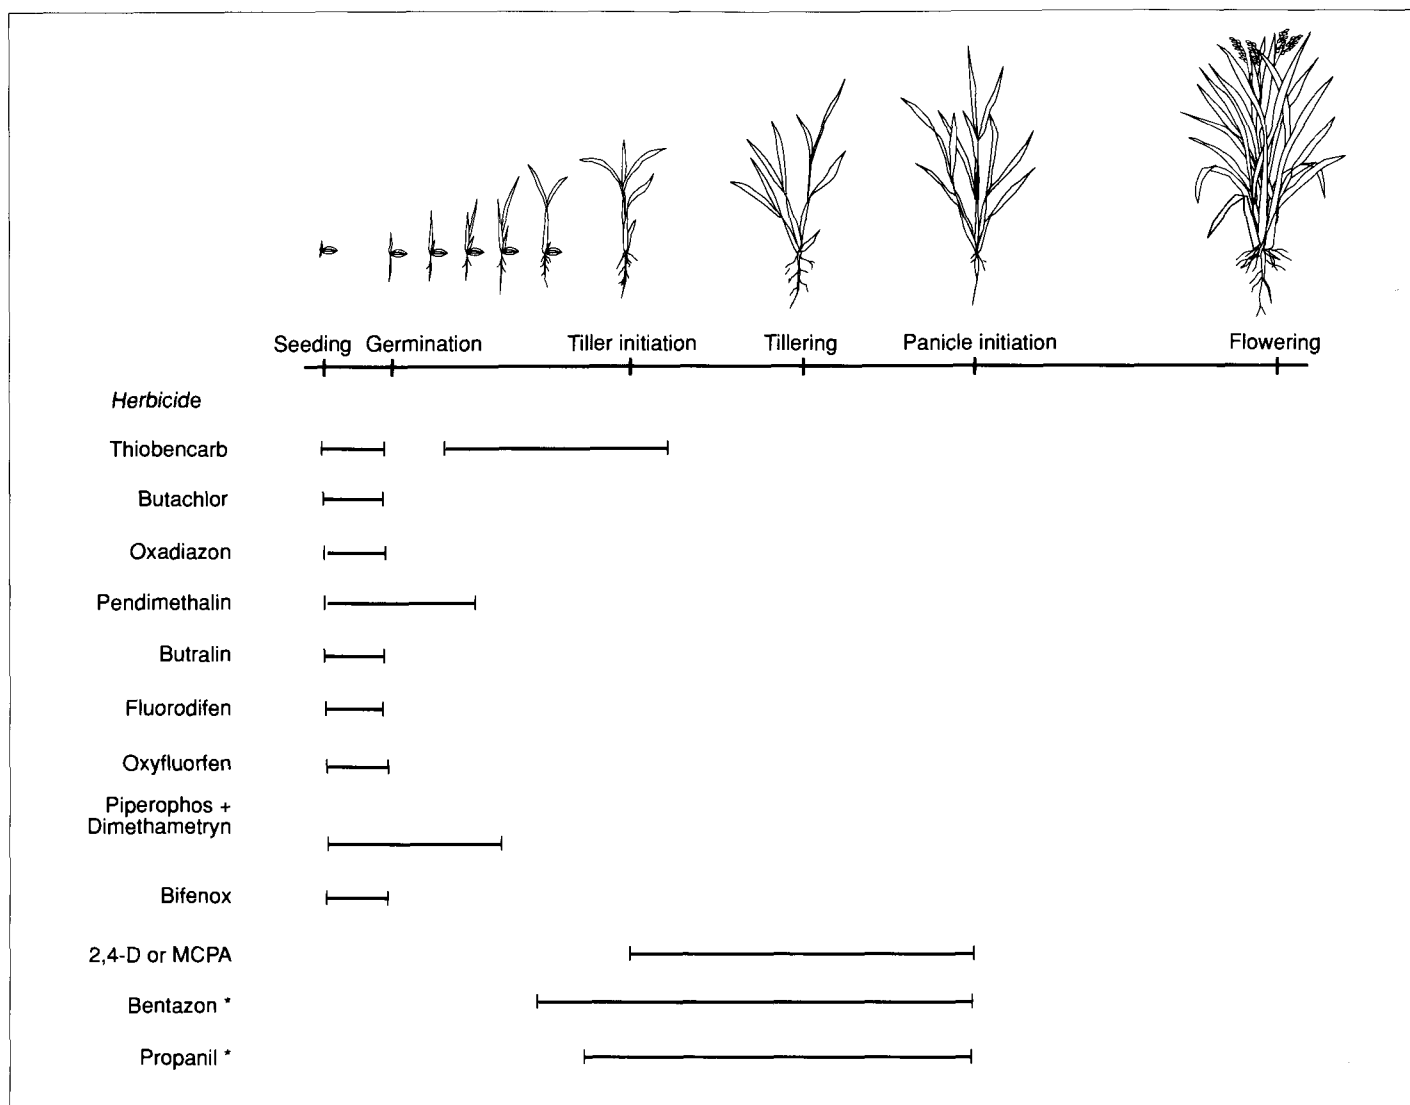 Seeding Germination Tiller initiation Tillering Panicle initiation Flowering
Herbicide
Thiobencarb
Butachlor
Oxadiazon
Pendimethalin
Butralin
Fluorodifen
Oxyfluorfen
Piperophos +
Dimethametryn
Bifenox
2,4-D or MCPA
Bentazon *
Propanil *